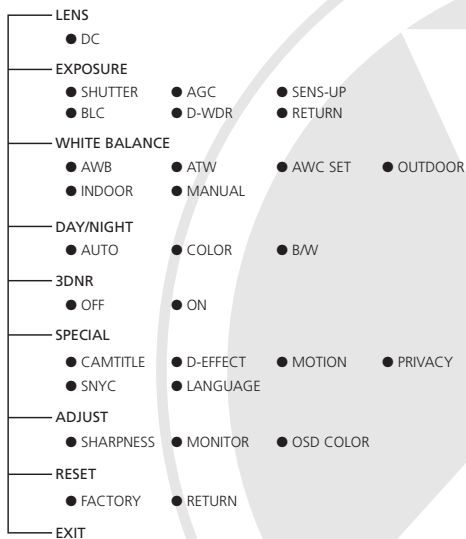 LENS
● DC
EXPOSURE
● SHUTTER ● AGC ● SENS-UP
● BLC ● D-WDR ● RETURN
WHITE BALANCE
● AWB ● ATW ● AWC SET ● OUTDOOR
● INDOOR ● MANUAL
DAY/NIGHT
● AUTO ● COLOR ● B/W
3DNR
● OFF ● ON
SPECIAL
● CAMTITLE ● D-EFFECT ● MOTION ● PRIVACY
● SNYC ● LANGUAGE
ADJUST
● SHARPNESS ● MONITOR ● OSD COLOR
RESET
● FACTORY ● RETURN
EXIT